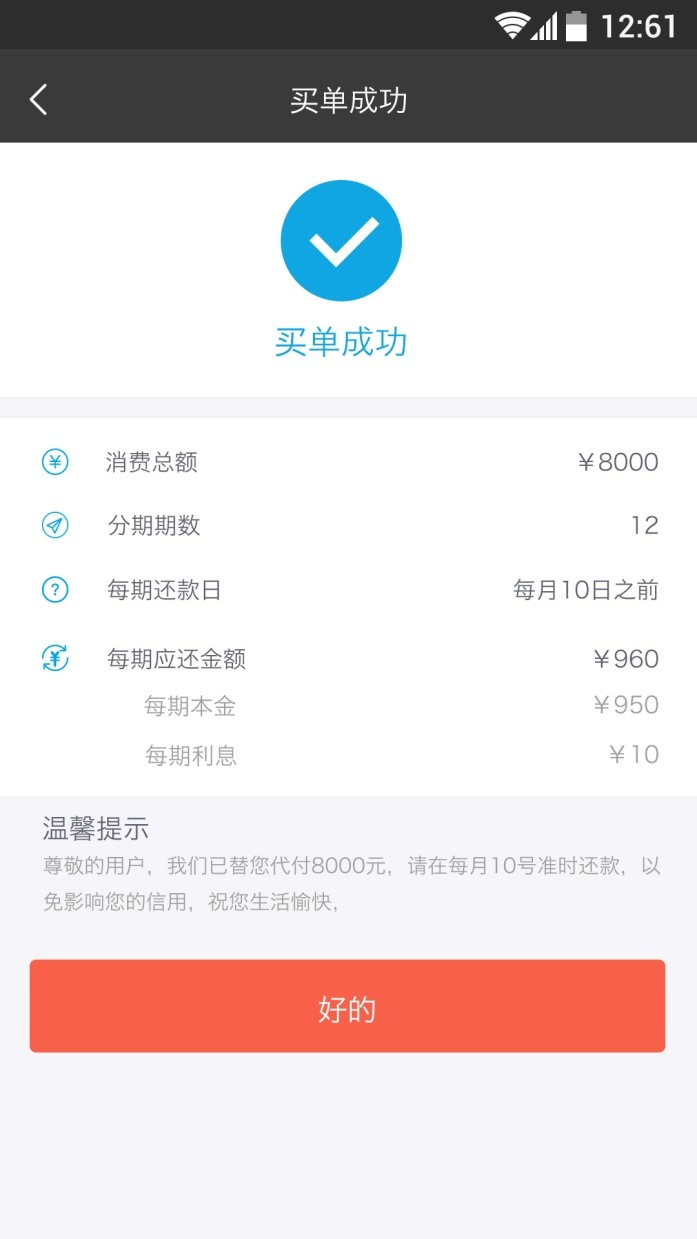 12:61
买单成功
买单成功
消费总额 ￥8000
分期期数 12
每期还款日 每月10日之前
每期应还金额 ￥960
每期本金 ￥950
每期利息 ￥10
温馨提示
尊敬的用户，我们已替您代付8000元，请在每月10号准时还款，以
免影响您的信用，祝您生活愉快，
好的